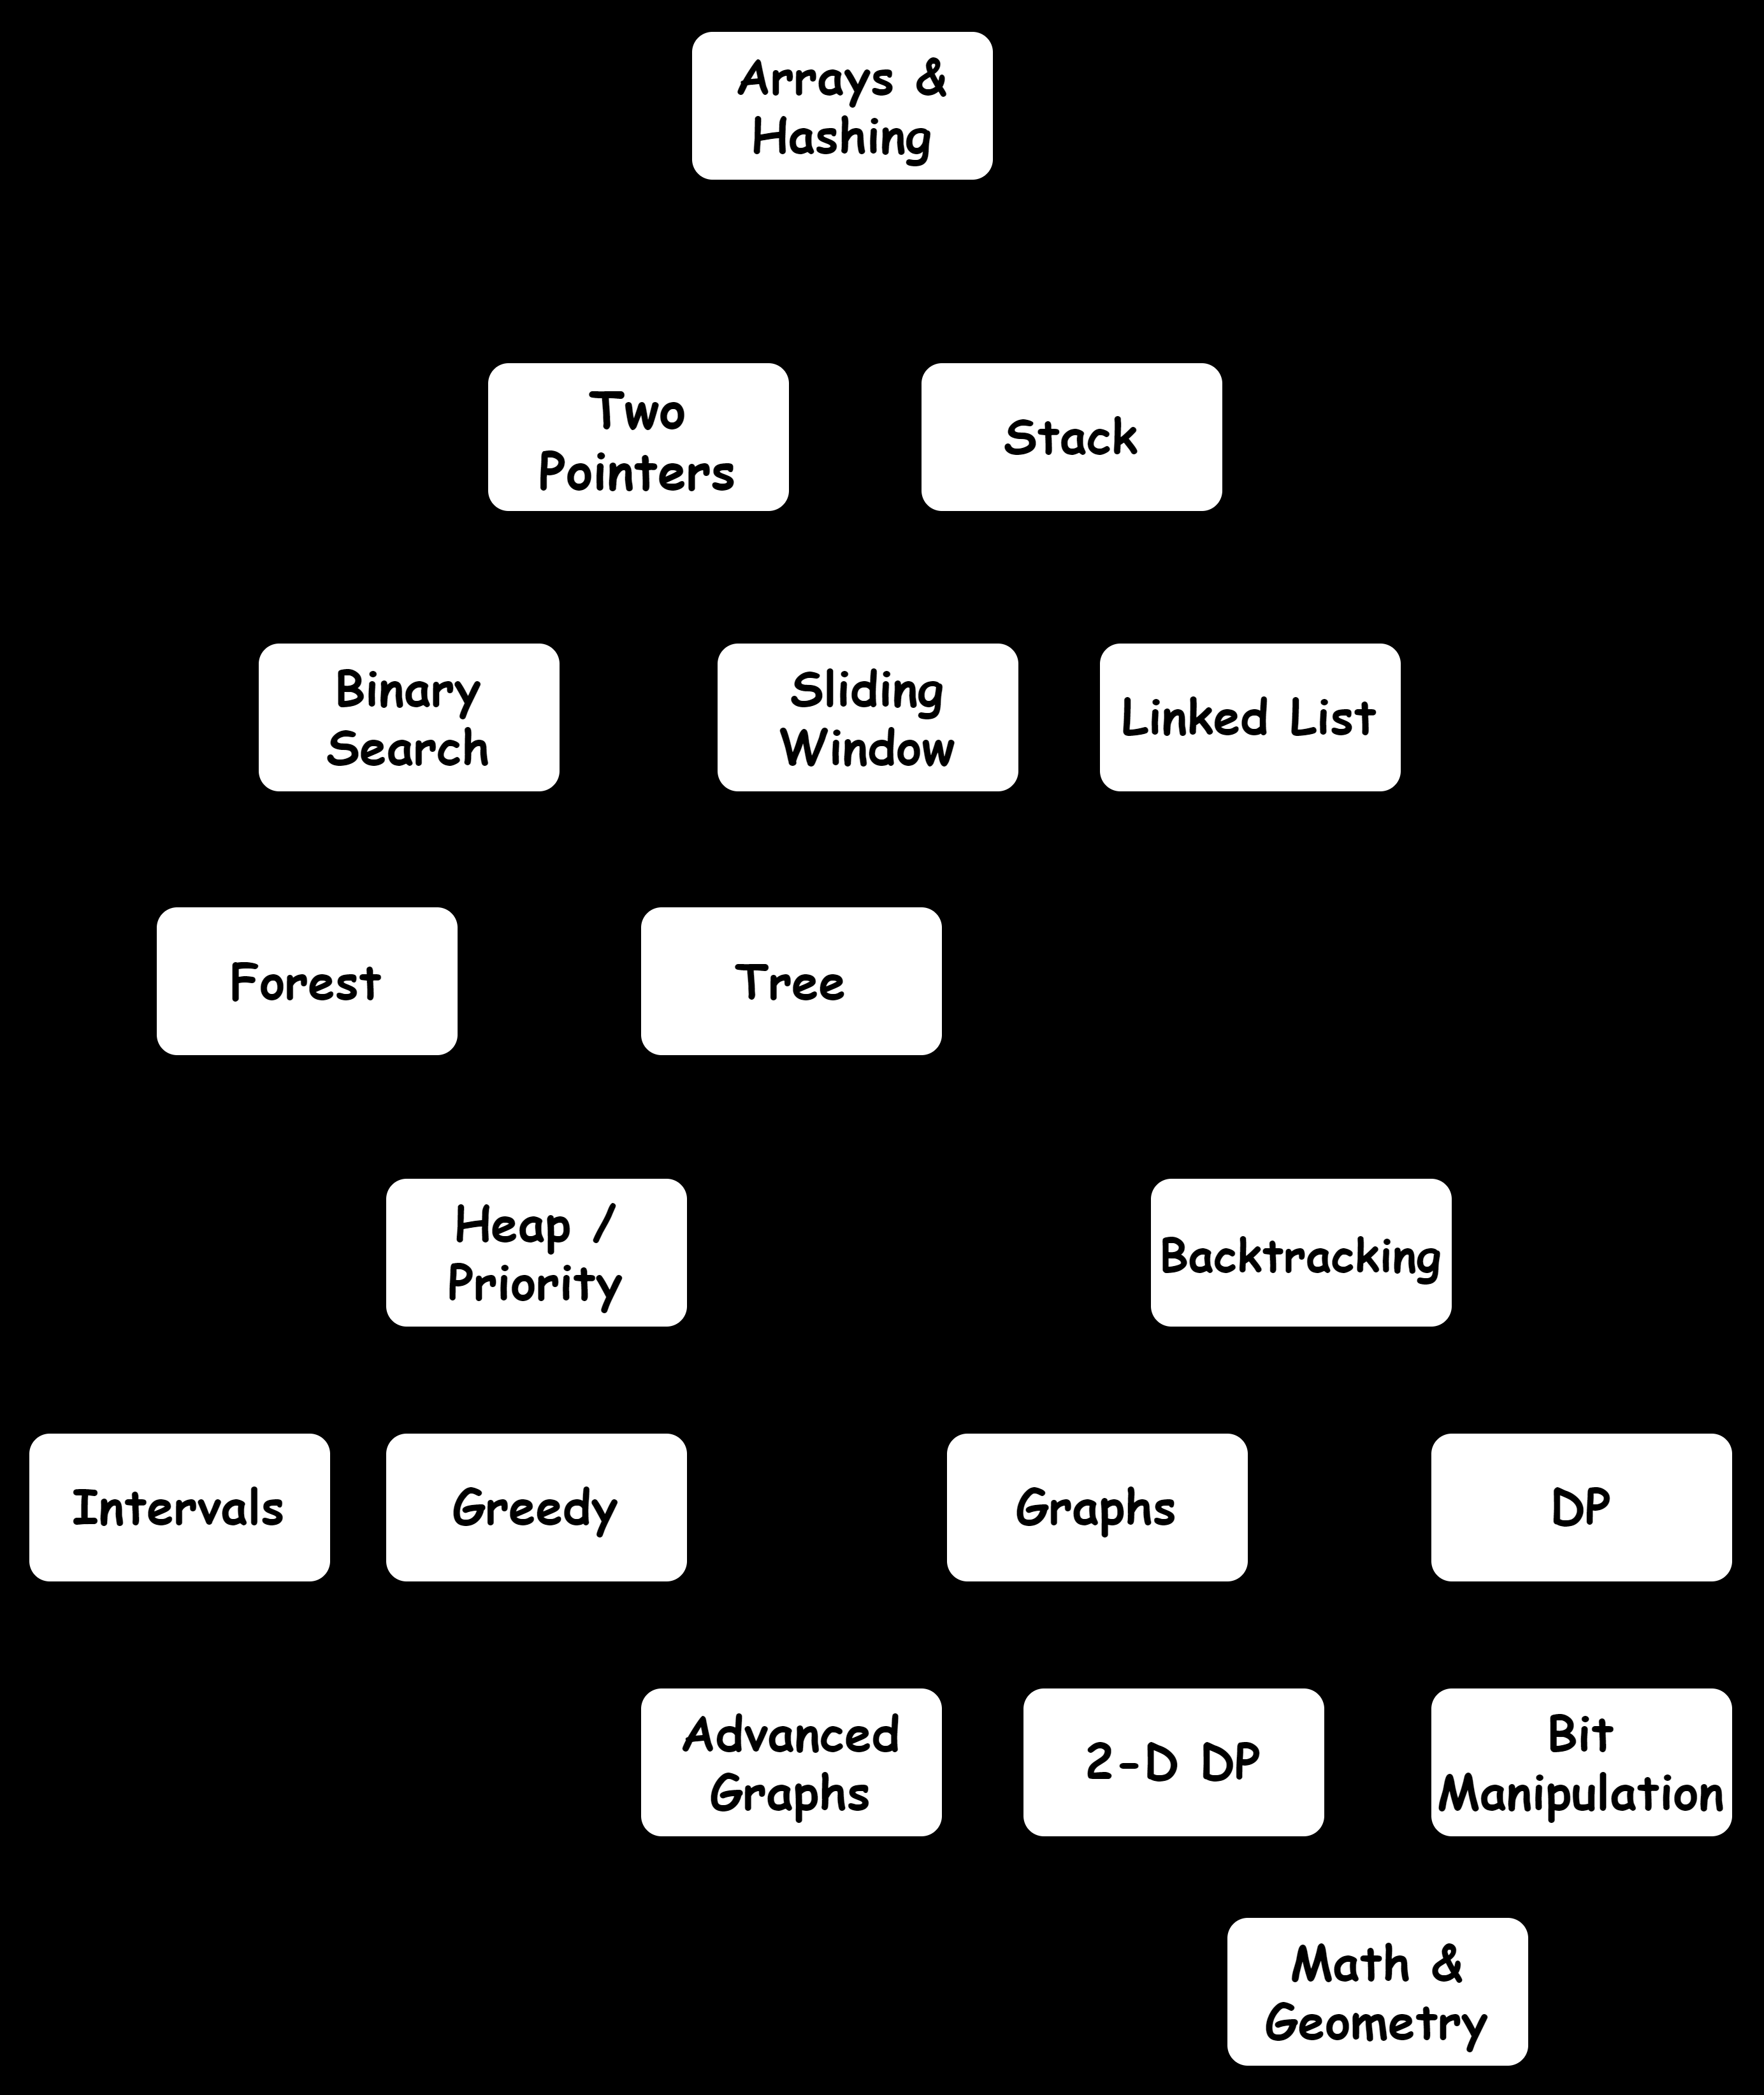 Arrays &
Hashing
Two
Pointers
Stack
Binary
Search
Sliding
Window
Linked List
Forest
Tree
Heap /
Priority
Backtracking
Intervals
Greedy
Graphs
DP
Advanced
Graphs
2-D DP
Bit
Manipulation
Math &
Geometry